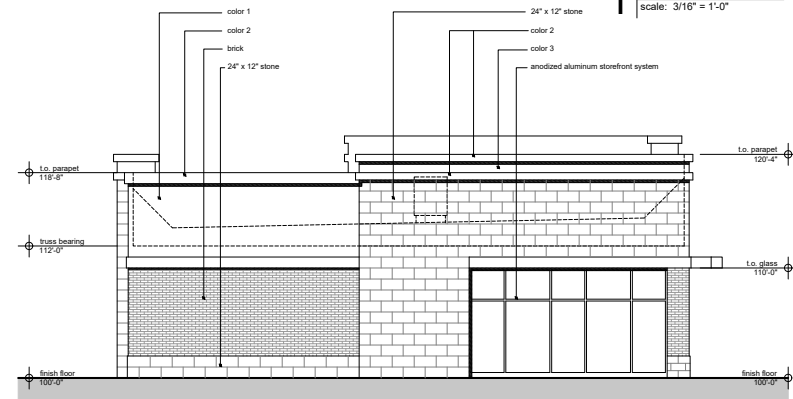 scale: 3/16" = 1'-0"
color 1
color 2
brick
24" x 12" stone
24" x 12" stone
color 2
color 3
anodized aluminum storefront system
t.o. parapet
118'-8"
truss bearing
112'-0"
finish floor
100'-0"
t.o. parapet
120'-4"
t.o. glass
110'-0"
finish floor
100'-0"